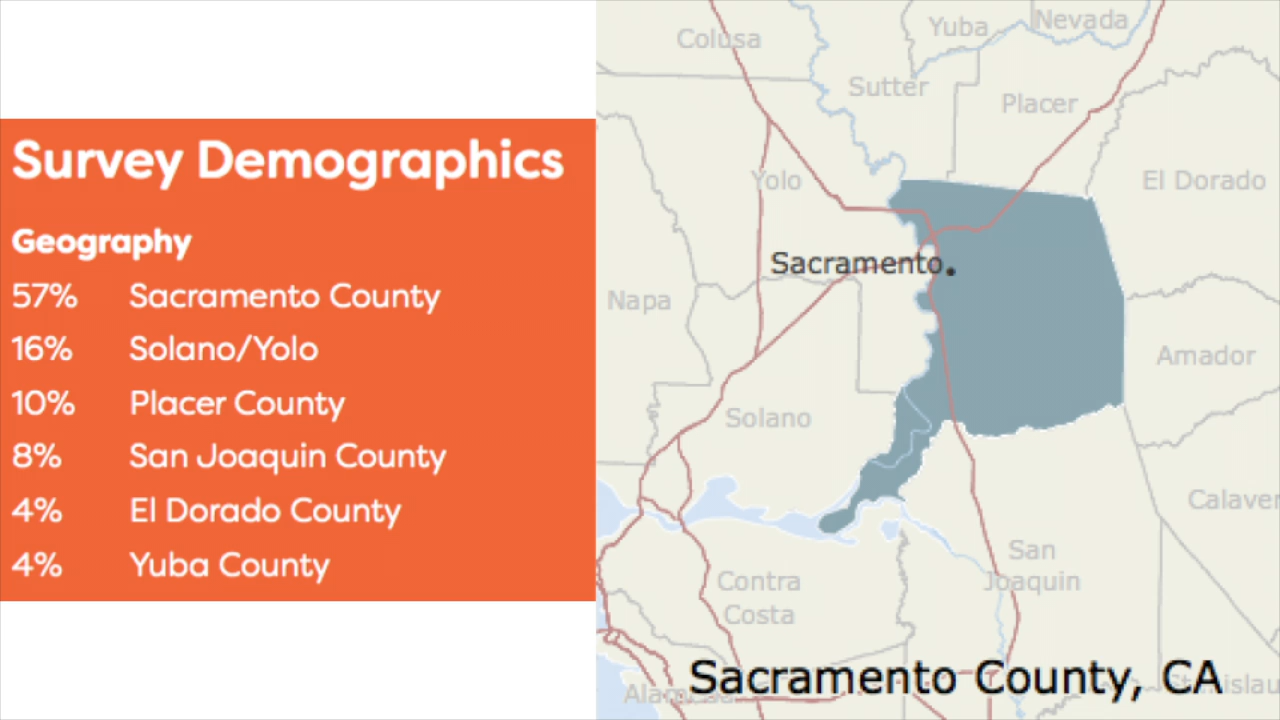 Survey Demographics
Geography
57% Sacramento County
16% Solano/Yolo
10% Placer County
8% San Joaquin County
4% El Dorado County
4% Yuba County
Colusa
Yuba
Nevada
Sutter
Placer
Yolo
El Dorado
Sacramento
Napa
Amador
Solano
Calaver
San
Joaquin
Contra
Costa
Sacramento County, CA